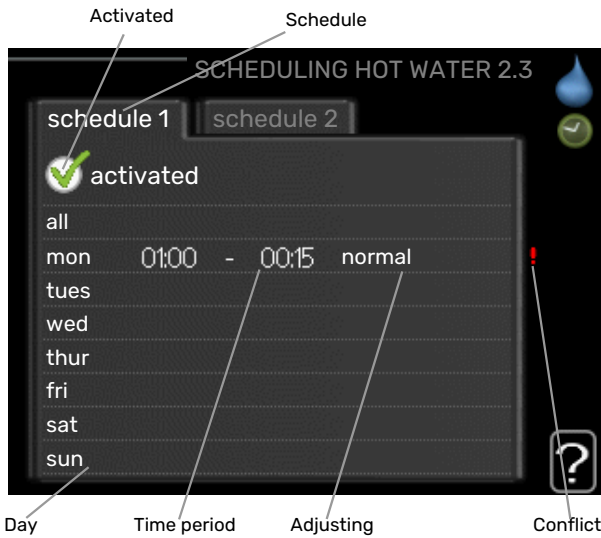 Activated
Schedule
SCHEDULING HOT WATER 2.3
schedule 1
schedule 2
activated
all
mon 01:00 - 00:15 normal !
tues
wed
thur
fri
sat
sun
?
Day
Time period
Adjusting
Conflict